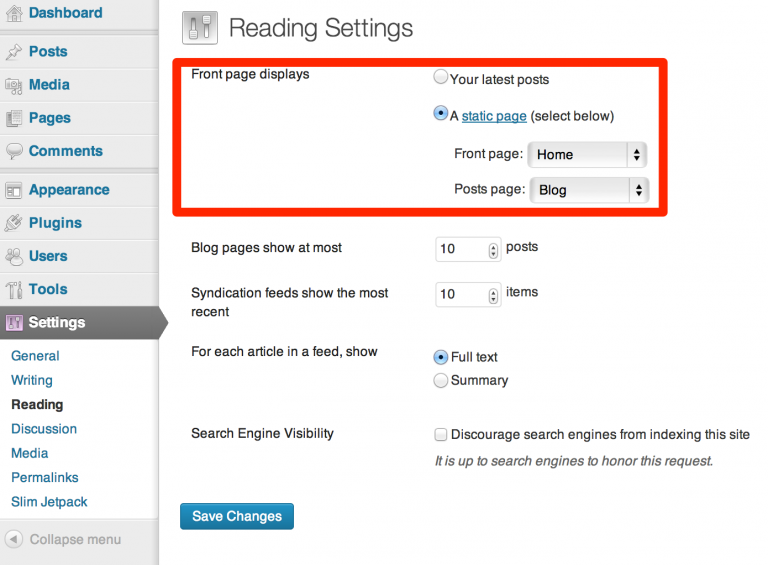 Dashboard
Posts
Media
Pages
Comments
Appearance
Plugins
Users
Tools
Settings
General
Writing
Reading
Discussion
Media
Permalinks
Slim Jetpack
Collapse menu
Reading Settings
Front page displays
Your latest posts
A static page (select below)
Front page: Home
Posts page: Blog
Blog pages show at most
10 posts
Syndication feeds show the most
recent
10 items
For each article in a feed, show
Full text
Summary
Search Engine Visibility
Discourage search engines from indexing this site
It is up to search engines to honor this request.
Save Changes